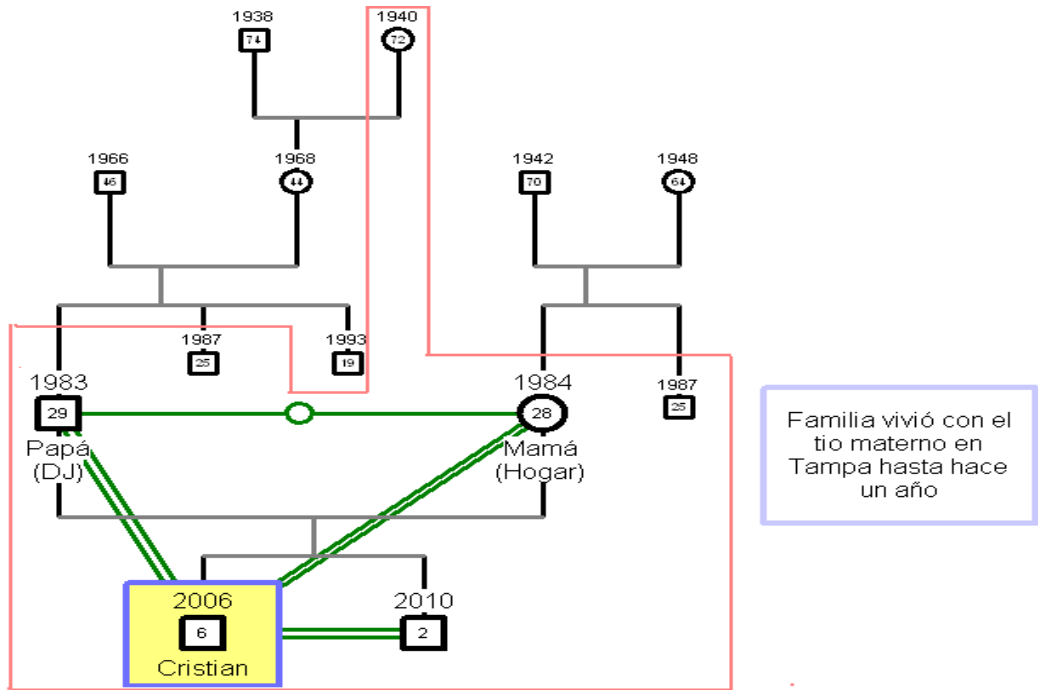 1938
1940
74
72
1966
1968
1942
1948
46
44
70
64
1987
1993
25
19
1983
1984
1987
29
28
25
Papá
(DJ)
Mamá
(Hogar)
Familia vivió con el
tio materno en
Tampa hasta hace
un año
2006
2010
6
2
Cristian